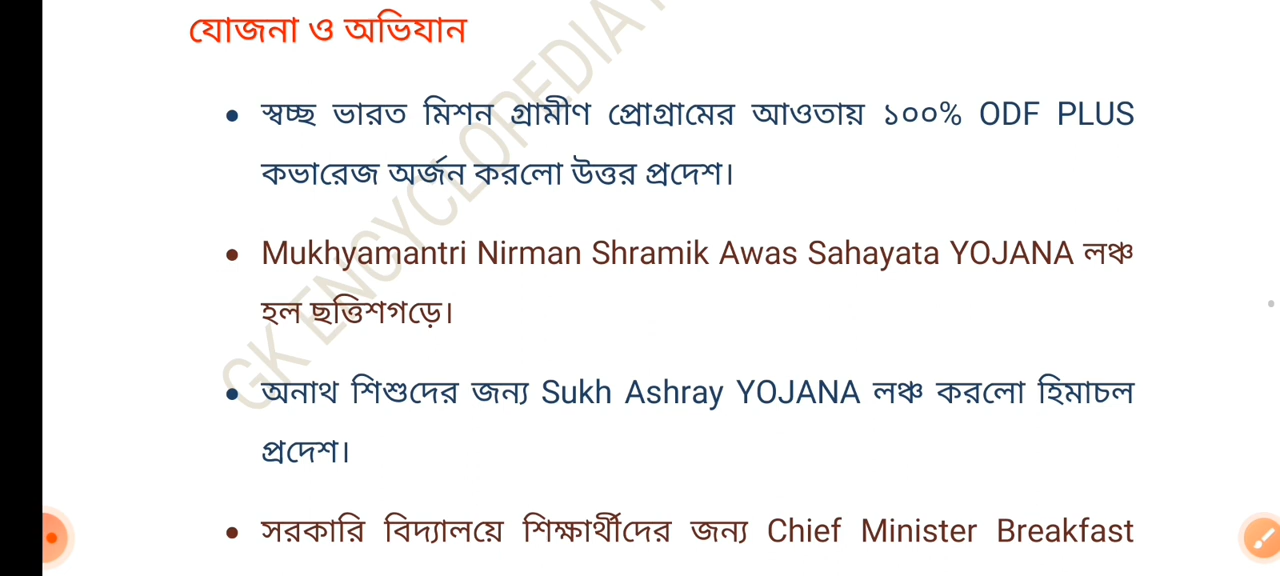 যোজনা ও অভিযান
স্বচ্ছ ভারত মিশন গ্রামীণ প্রোগ্রামের আওতায় ১০০% ODF PLUS
কভারেজ অর্জন করলো উত্তর প্রদেশ।
Mukhyamantri Nirman Shramik Awas Sahayata YOJANA লঞ্চ
হল ছত্তিশগড়ে।
অনাথ শিশুদের জন্য Sukh Ashray YOJANA লঞ্চ করলো হিমাচল
প্রদেশ।
সরকারি বিদ্যালয়ে শিক্ষার্থীদের জন্য Chief Minister Breakfast
GK ENCYCLOPEDIA